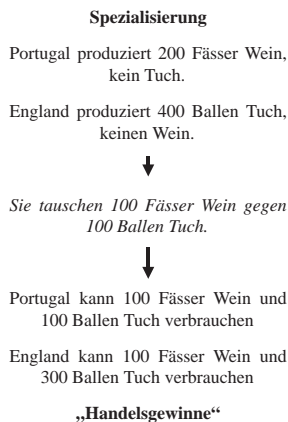 Spezialisierung
Portugal produziert 200 Fässer Wein,
kein Tuch.
England produziert 400 Ballen Tuch,
keinen Wein.
Sie tauschen 100 Fässer Wein gegen
100 Ballen Tuch.
Portugal kann 100 Fässer Wein und
100 Ballen Tuch verbrauchen
England kann 100 Fässer Wein und
300 Ballen Tuch verbrauchen
„Handelsgewinne“